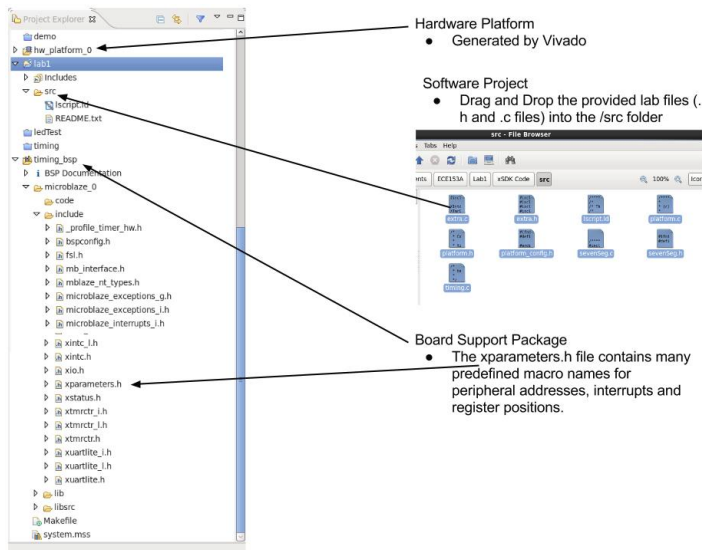 Project Explorer
demo
hw_platform_0
lab1
Includes
src
lscript.ld
README.txt
ledTest
timing
timing_bsp
BSP Documentation
microblaze_0
code
include
_profile_timer_hw.h
bspconfig.h
fsl.h
mb_interface.h
mblaze_nt_types.h
microblaze_exceptions_g.h
microblaze_exceptions_i.h
microblaze_interrupts_i.h
xintc_l.h
xintc.h
xio.h
xparameters.h
xstatus.h
xtmrctr_i.h
xtmrctr_l.h
xtmrctr.h
xuartlite_i.h
xuartlite_l.h
xuartlite.h
lib
libsrc
Makefile
system.mss
Hardware Platform
● Generated by Vivado
Software Project
● Drag and Drop the provided lab files (.
h and .c files) into the /src folder
src - File Browser
Tabs Help
ents ECE153A Lab1 xSDK Code src 100% Icon
extra.c extra.h lscript.ld platform.c
platform.h platform_config.h sevenSeg.c sevenSeg.h
timing.c
Board Support Package
● The xparameters.h file contains many
predefined macro names for
peripheral addresses, interrupts and
register positions.